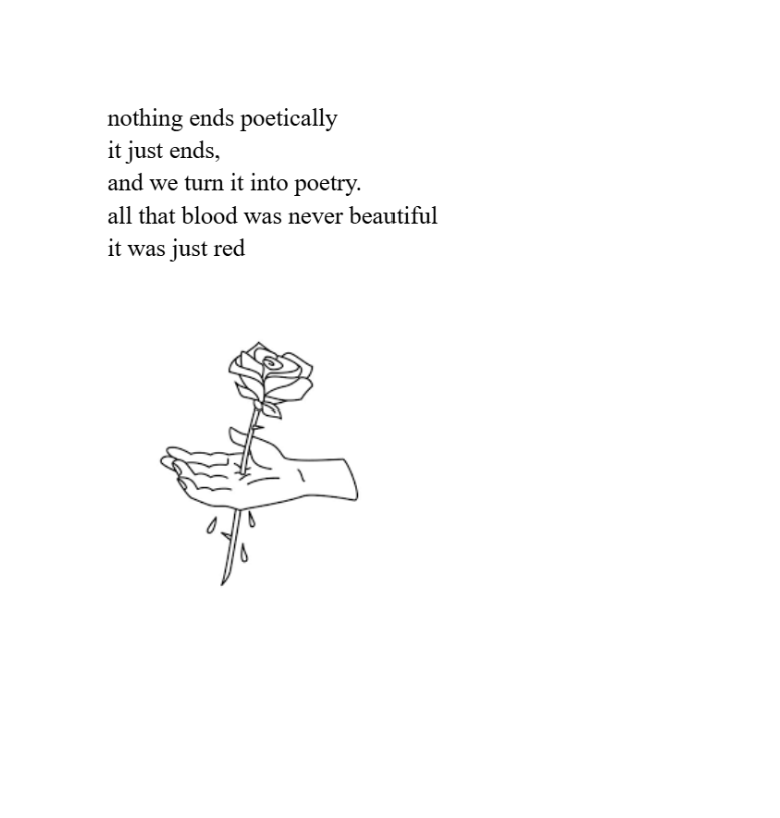 nothing ends poetically
it just ends,
and we turn it into poetry.
all that blood was never beautiful
it was just red